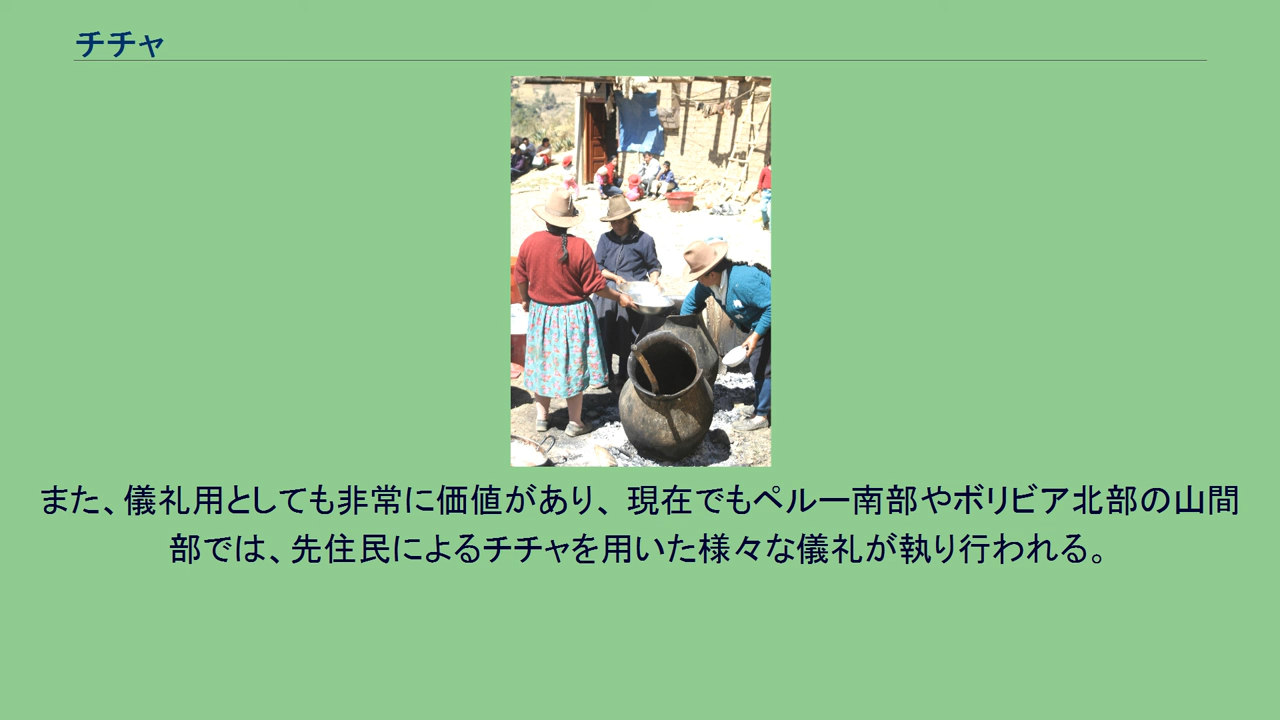 チチャ
また、儀礼用としても非常に価値があり、現在でもペルー南部やボリビア北部の山間
部では、先住民によるチチャを用いた様々な儀礼が執り行われる。